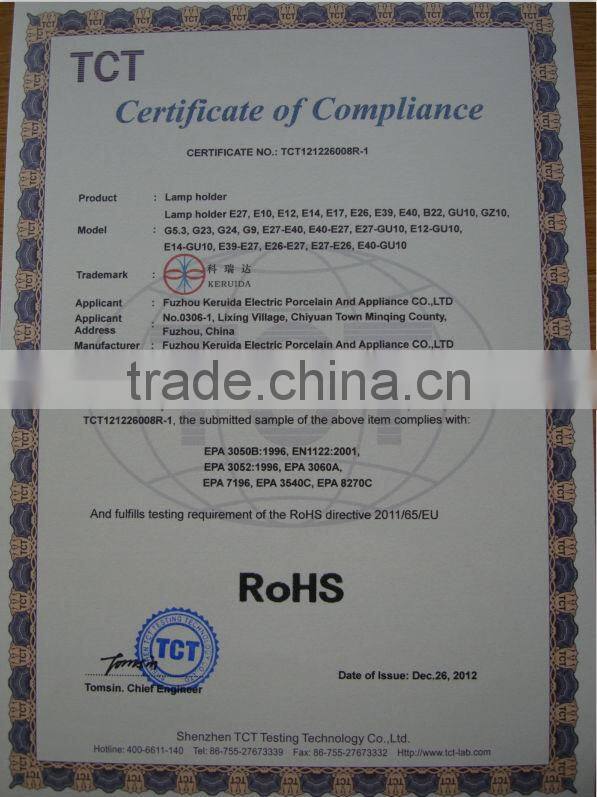 TCT
Certificate of Compliance
CERTIFICATE NO.: TCT121226008R-1
Product : Lamp holder
Lamp holder E27, E10, E12, E14, E17, E26, E39, E40, B22, GU10, GZ10,
Model : G5.3, G23, G24, G9, E27-E40, E40-E27, E27-GU10, E12-GU10,
E14-GU10, E39-E27, E26-E27, E27-E26, E40-GU10
Trademark : 科瑞达
KERUIDA
Applicant : Fuzhou Keruida Electric Porcelain And Appliance CO.,LTD
Applicant : No.0306-1, Lixing Village, Chiyuan Town Minqing County,
Address Fuzhou, China
Manufacturer : Fuzhou Keruida Electric Porcelain And Appliance CO.,LTD
trade.china.cn
TCT121226008R-1, the submitted sample of the above item complies with:
EPA 3050B:1996, EN1122:2001,
EPA 3052:1996, EPA 3060A,
EPA 7196, EPA 3540C, EPA 8270C
And fulfills testing requirement of the RoHS directive 2011/65/EU
RoHS
TCT
Tomsin
Tomsin. Chief Engineer
Date of Issue: Dec.26, 2012
Shenzhen TCT Testing Technology Co.,Ltd.
Hotline: 400-6611-140 Tel: 86-755-27673339 Fax: 86-755-27673332 Http://www.tct-lab.com